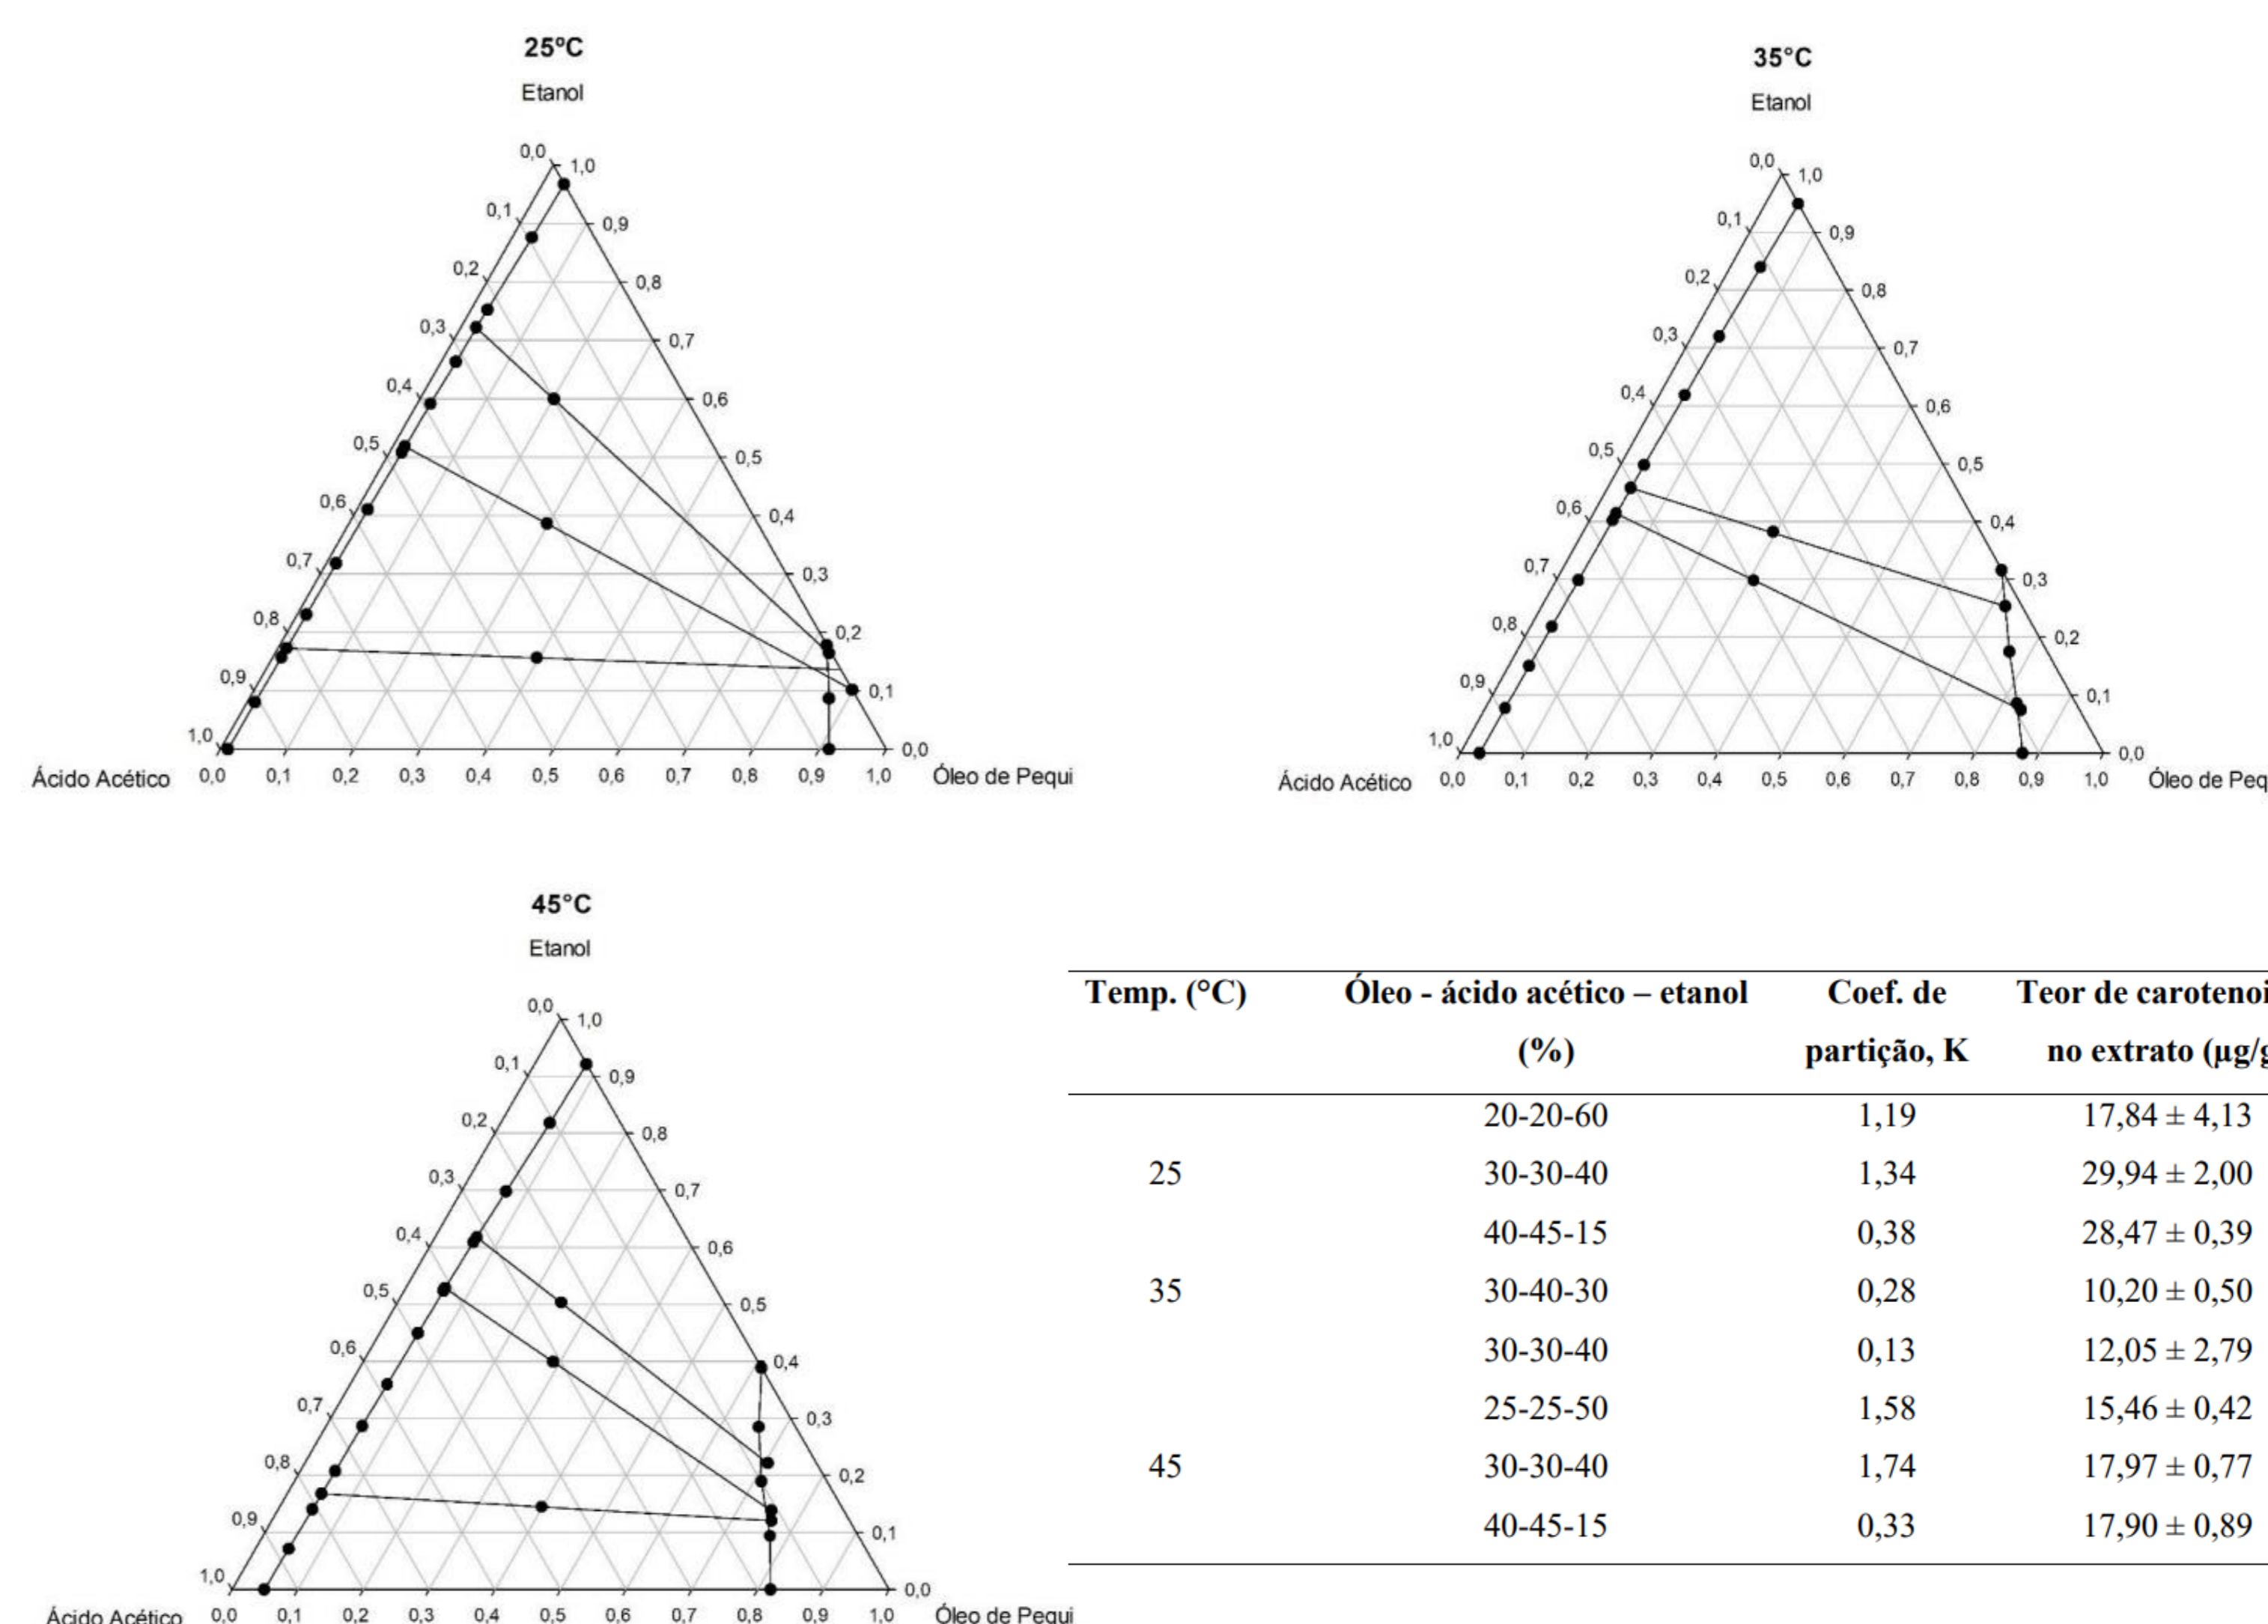 25°C
Etanol
0,0 1,0
0,1 0,9
0,2 0,8
0,3 0,7
0,4 0,6
0,5 0,5
0,6 0,4
0,7 0,3
0,8 0,2
0,9 0,1
1,0 0,0
Ácido Acético 0,0 0,1 0,2 0,3 0,4 0,5 0,6 0,7 0,8 0,9 1,0 Óleo de Pequi
35°C
Etanol
0,0 1,0
0,1 0,9
0,2 0,8
0,3 0,7
0,4 0,6
0,5 0,5
0,6 0,4
0,7 0,3
0,8 0,2
0,9 0,1
1,0 0,0
Ácido Acético 0,0 0,1 0,2 0,3 0,4 0,5 0,6 0,7 0,8 0,9 1,0 Óleo de Peq
45°C
Etanol
0,0 1,0
0,1 0,9
0,2 0,8
0,3 0,7
0,4 0,6
0,5 0,5
0,6 0,4
0,7 0,3
0,8 0,2
0,9 0,1
1,0 0,0
Ácido Acético 0,0 0,1 0,2 0,3 0,4 0,5 0,6 0,7 0,8 0,9 1,0 Óleo de Pequi
Temp. (°C) Óleo - ácido acético – etanol Coef. de Teor de carotenoi
(%) partição, K no extrato (µg/g
20-20-60 1,19 17,84 ± 4,13
25 30-30-40 1,34 29,94 ± 2,00
40-45-15 0,38 28,47 ± 0,39
35 30-40-30 0,28 10,20 ± 0,50
30-30-40 0,13 12,05 ± 2,79
25-25-50 1,58 15,46 ± 0,42
45 30-30-40 1,74 17,97 ± 0,77
40-45-15 0,33 17,90 ± 0,89